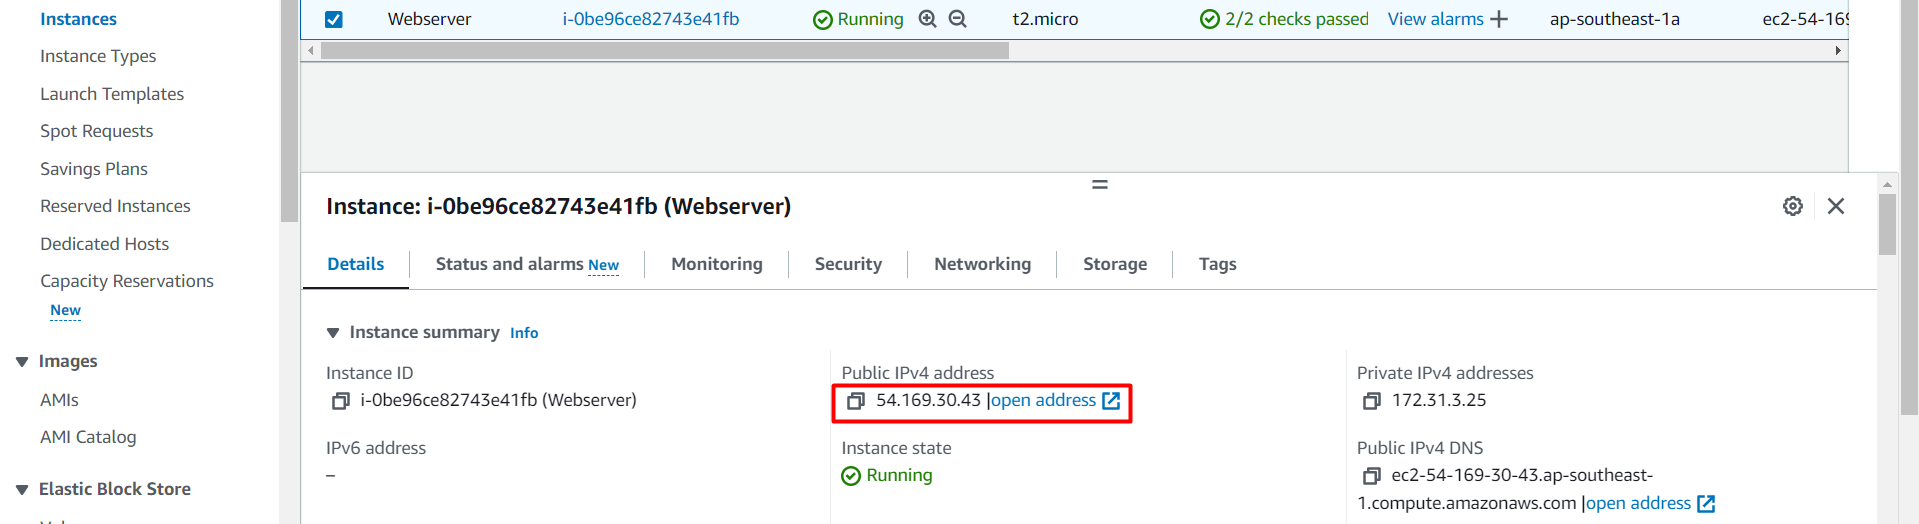 Instances
Instance Types
Launch Templates
Spot Requests
Savings Plans
Reserved Instances
Dedicated Hosts
Capacity Reservations
New
Images
AMIs
AMI Catalog
Elastic Block Store
Webserver i-0be96ce82743e41fb Running t2.micro 2/2 checks passed View alarms ap-southeast-1a ec2-54-169
Instance: i-0be96ce82743e41fb (Webserver)
Details Status and alarms New Monitoring Security Networking Storage Tags
Instance summary Info
Instance ID
i-0be96ce82743e41fb (Webserver)
Public IPv4 address
54.169.30.43 |open address
Private IPv4 addresses
172.31.3.25
IPv6 address
–
Instance state
Running
Public IPv4 DNS
ec2-54-169-30-43.ap-southeast-
1.compute.amazonaws.com |open address